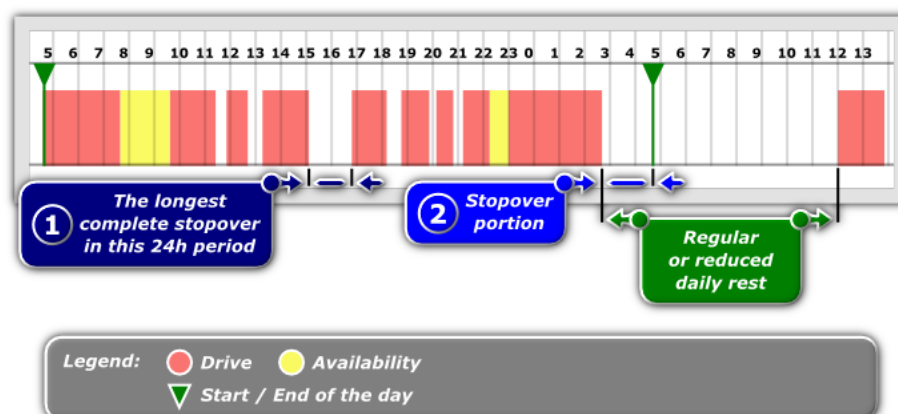 5 6 7 8 9 10 11 12 13 14 15 16 17 18 19 20 21 22 23 0 1 2 3 4 5 6 7 8 9 10 11 12 13
1
The longest
complete stopover
in this 24h period
2
Stopover
portion
Regular
or reduced
daily rest
Legend: Drive Availability
Start / End of the day